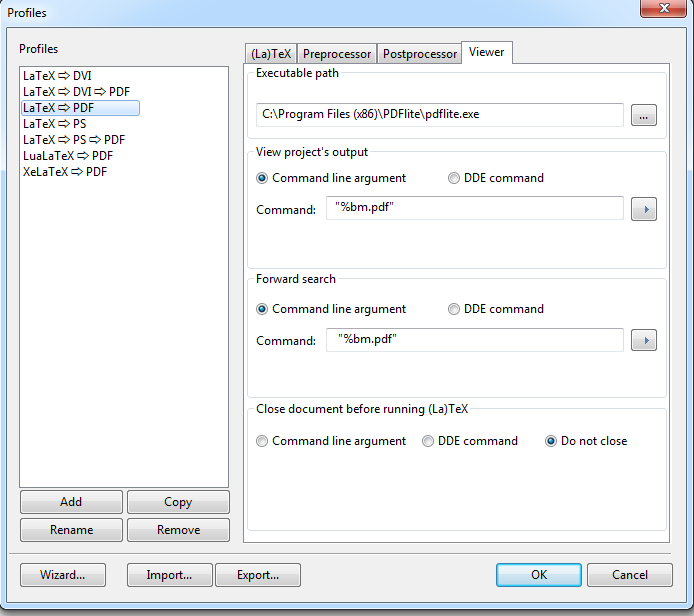 Profiles
Profiles
LaTeX ⇨ DVI
LaTeX ⇨ DVI ⇨ PDF
LaTeX ⇨ PDF
LaTeX ⇨ PS
LaTeX ⇨ PS ⇨ PDF
LuaLaTeX ⇨ PDF
XeLaTeX ⇨ PDF
Add Copy
Rename Remove
(La)TeX Preprocessor Postprocessor Viewer
Executable path
C:\Program Files (x86)\PDFlite\pdflite.exe ...
View project's output
Command line argument DDE command
Command: "%bm.pdf"
Forward search
Command line argument DDE command
Command: "%bm.pdf"
Close document before running (La)TeX
Command line argument DDE command Do not close
Wizard... Import... Export... OK Cancel